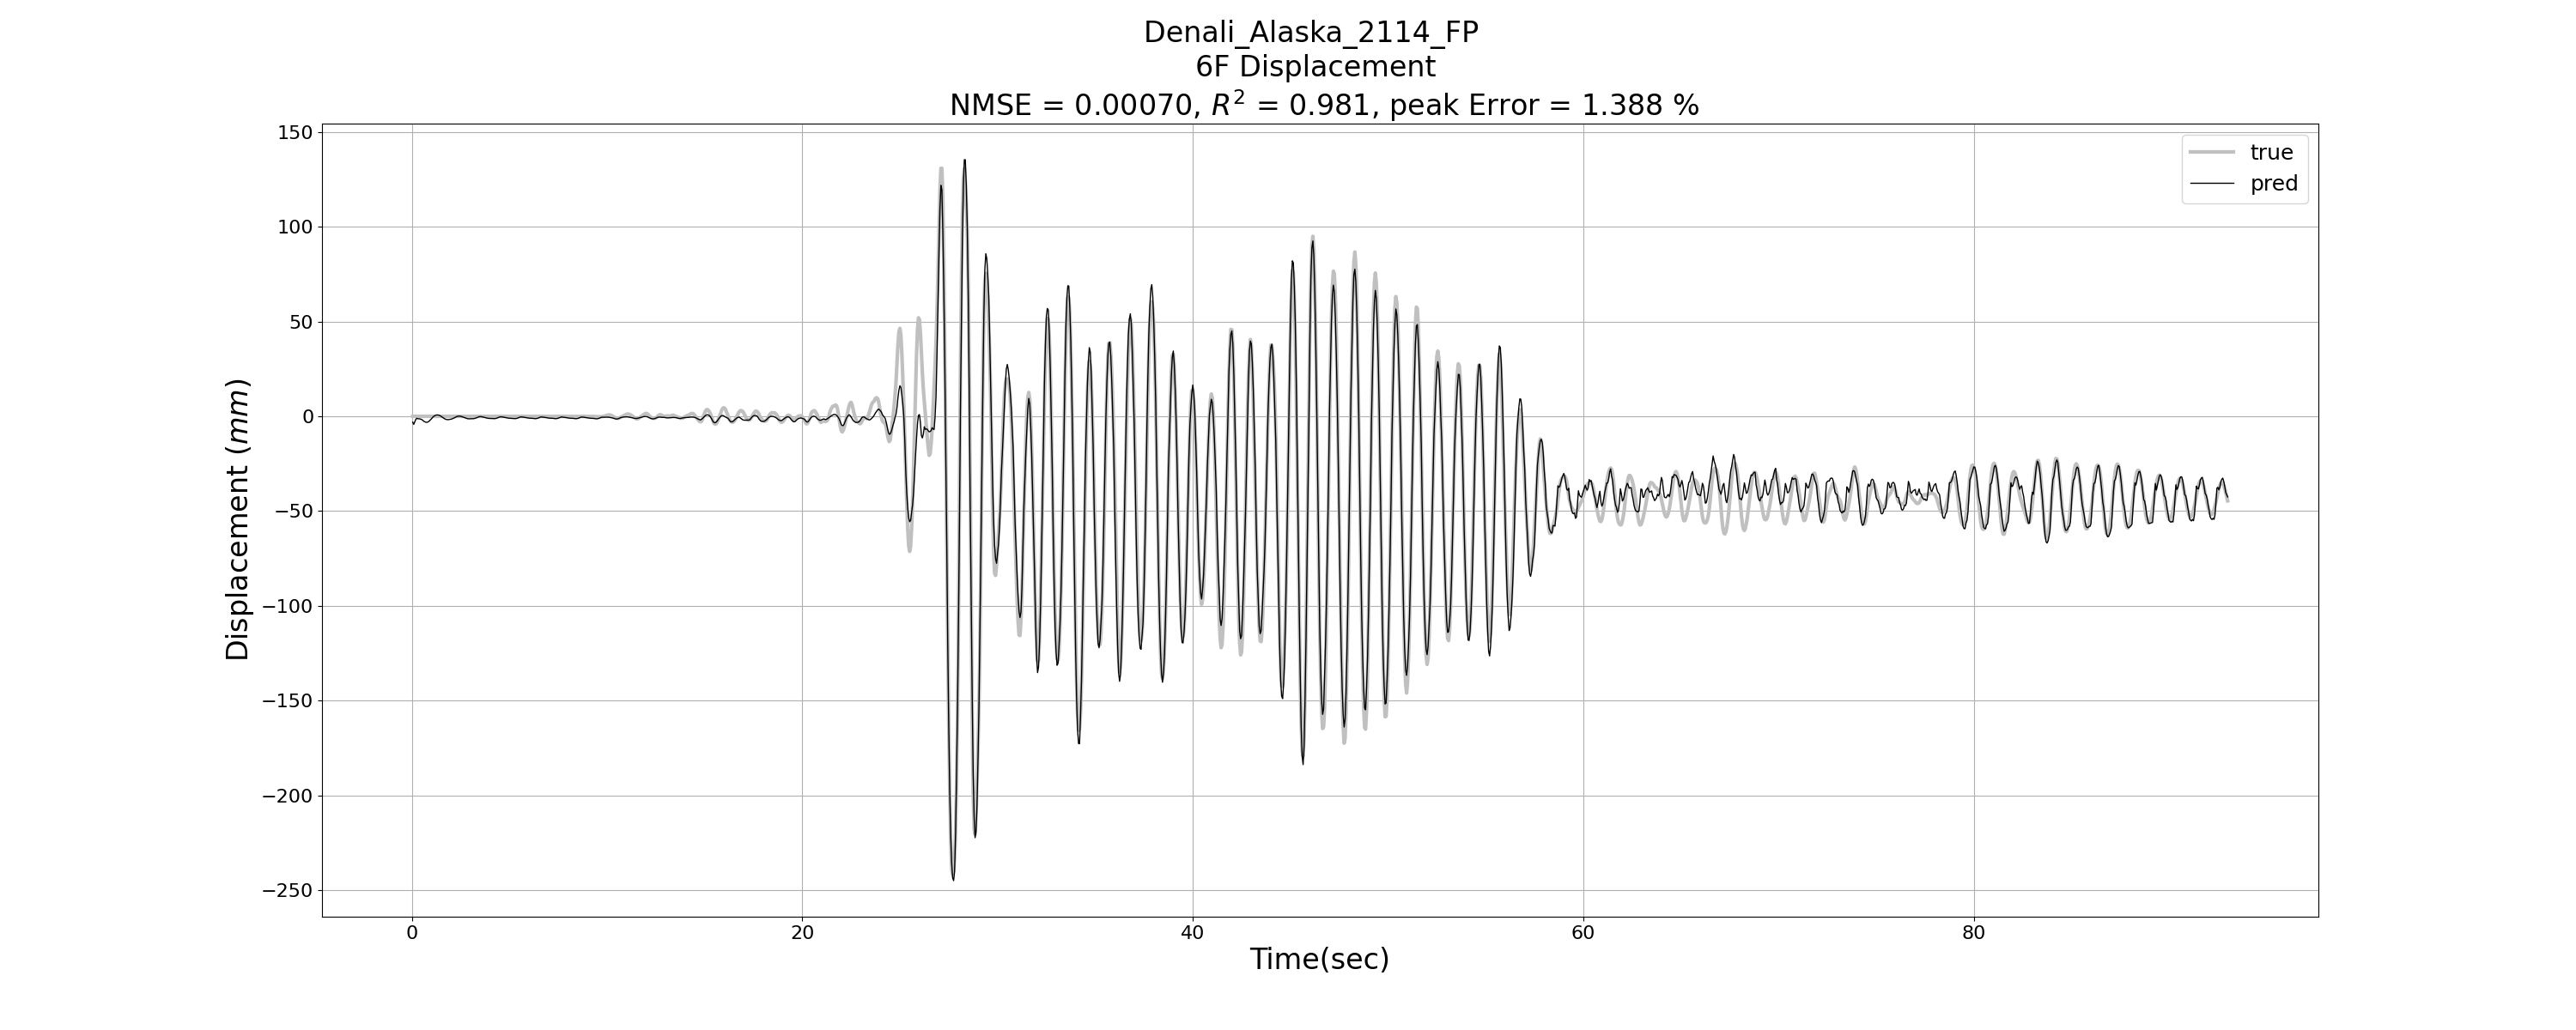 Denali_Alaska_2114_FP
6F Displacement
NMSE = 0.00070, R² = 0.981, peak Error = 1.388 %
true
pred
150
100
50
0
−50
−100
−150
−200
−250
Displacement (mm)
0 20 40 60 80
Time(sec)